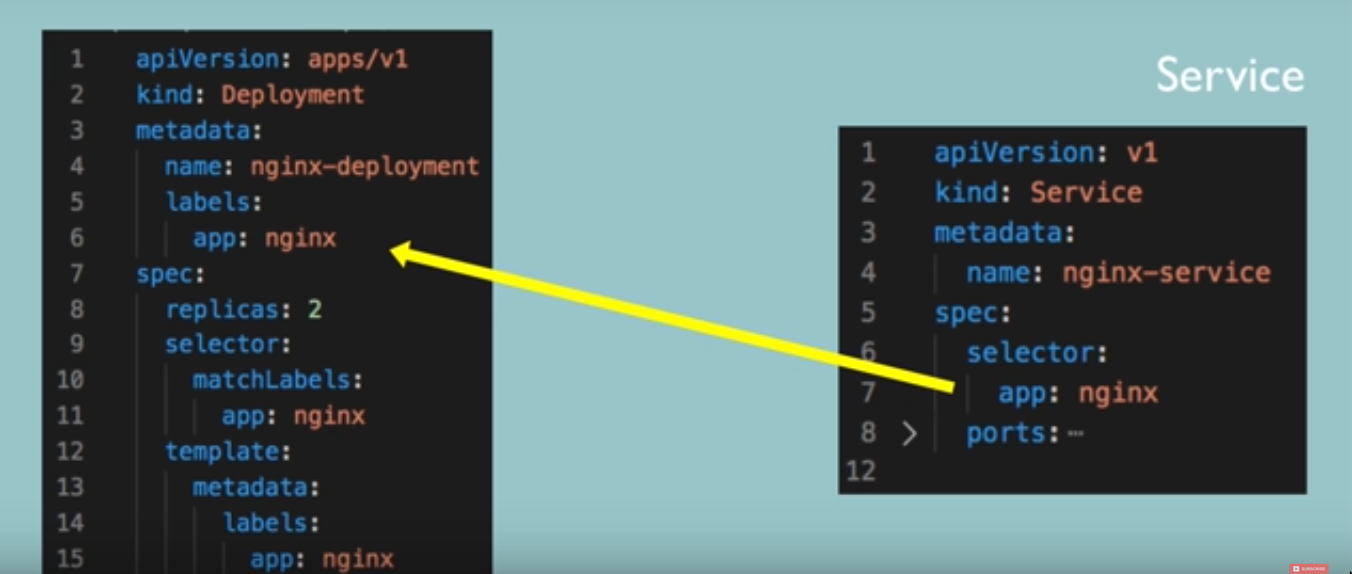 1 apiVersion: apps/v1
2 kind: Deployment
3 metadata:
4   name: nginx-deployment
5   labels:
6     app: nginx
7 spec:
8   replicas: 2
9   selector:
10     matchLabels:
11       app: nginx
12   template:
13     metadata:
14       labels:
15         app: nginx
Service
1 apiVersion: v1
2 kind: Service
3 metadata:
4   name: nginx-service
5 spec:
6   selector:
7     app: nginx
8 >   ports:⋯
12
SUBSCRIBE